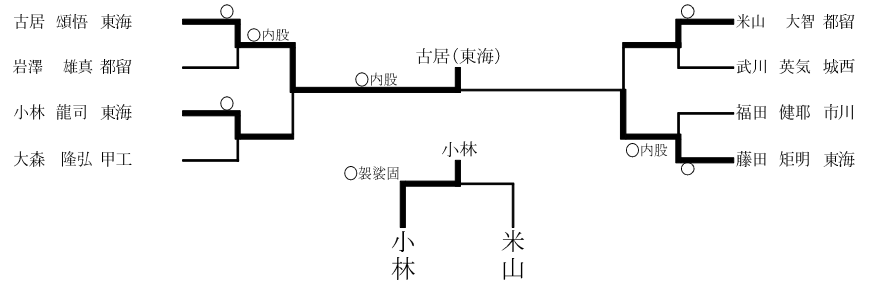 古居 頌悟 東海
岩澤 雄真 都留
小林 龍司 東海
大森 隆弘 甲工
○
○内股
○
○内股
古居(東海)
米山 大智 都留
武川 英気 城西
福田 健耶 市川
藤田 矩明 東海
○
○内股
○
小林
○袈裟固
小林
米山